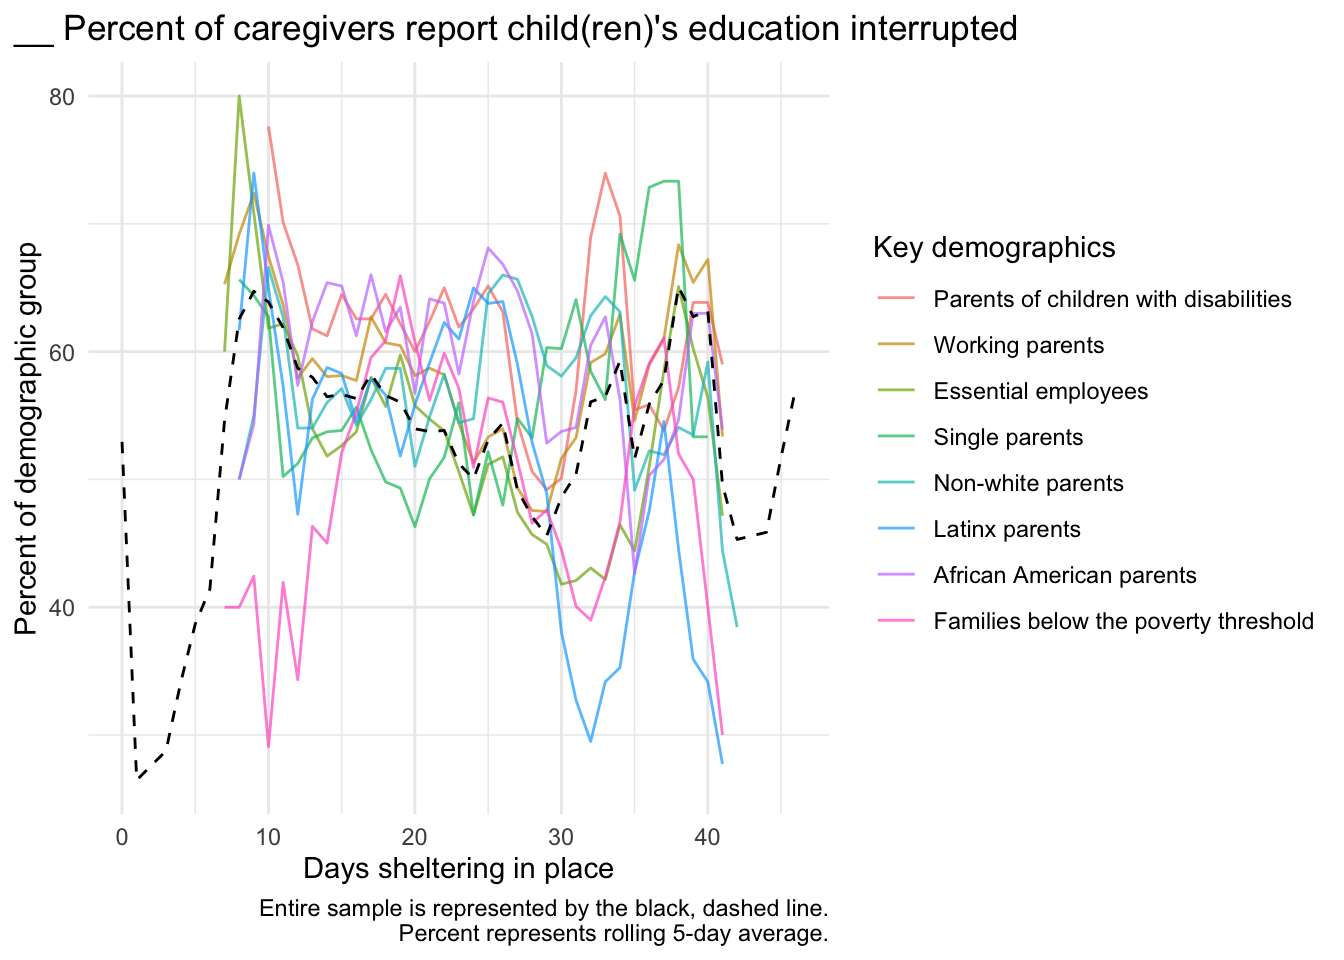 __ Percent of caregivers report child(ren)'s education interrupted
Percent of demographic group
80
60
40
0 10 20 30 40
Days sheltering in place
Key demographics
Parents of children with disabilities
Working parents
Essential employees
Single parents
Non-white parents
Latinx parents
African American parents
Families below the poverty threshold
Entire sample is represented by the black, dashed line.
Percent represents rolling 5-day average.